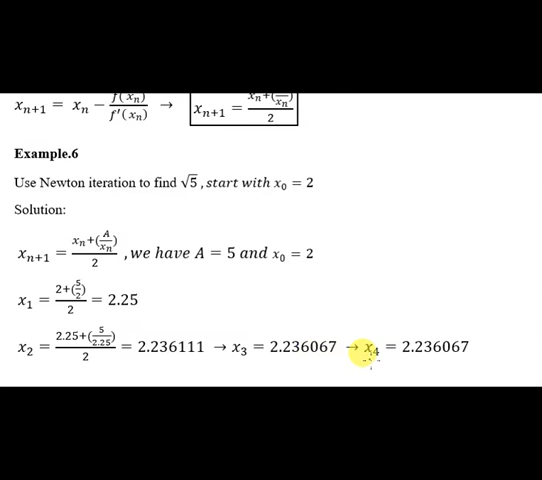 xₙ₊₁ = xₙ − f(xₙ)/f′(xₙ) → xₙ₊₁ = (xₙ+(/xₙ))/2
Example.6
Use Newton iteration to find √5 , start with x₀ = 2
Solution:
xₙ₊₁ = (xₙ+(A/xₙ))/2 , we have A = 5 and x₀ = 2
x₁ = (2+(5/2))/2 = 2.25
x₂ = (2.25+(5/2.25))/2 = 2.236111 → x₃ = 2.236067 → x₄ = 2.236067